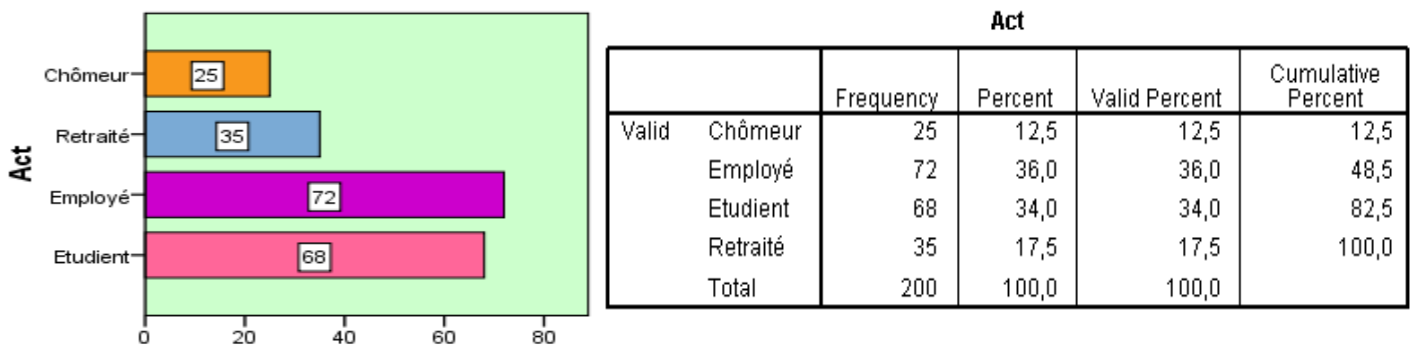 Act
Chômeur
25
Retraité
35
Employé
72
Etudient
68
0 20 40 60 80
Act
Frequency Percent Valid Percent Cumulative
Percent
Valid Chômeur 25 12,5 12,5 12,5
Employé 72 36,0 36,0 48,5
Etudient 68 34,0 34,0 82,5
Retraité 35 17,5 17,5 100,0
Total 200 100,0 100,0